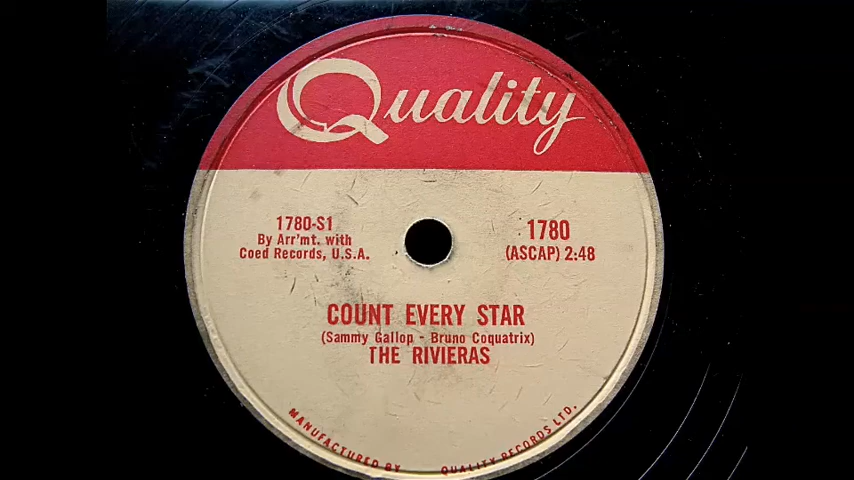 Quality
1780-S1
By Arr'mt. with
Coed Records, U.S.A.
1780
(ASCAP) 2:48
COUNT EVERY STAR
(Sammy Gallop - Bruno Coquatrix)
THE RIVIERAS
MANUFACTURED BY QUALITY RECORDS LTD.